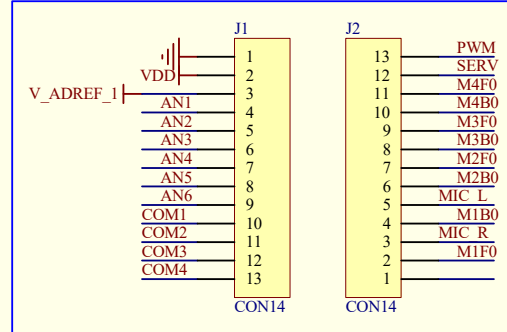 J1
1
VDD 2
V_ADREF_1 3
AN1 4
AN2 5
AN3 6
AN4 7
AN5 8
AN6 9
COM1 10
COM2 11
COM3 12
COM4 13
CON14
J2
13 PWM
12 SERV
11 M4F0
10 M4B0
9 M3F0
8 M3B0
7 M2F0
6 M2B0
5 MIC_L
4 M1B0
3 MIC_R
2 M1F0
1
CON14